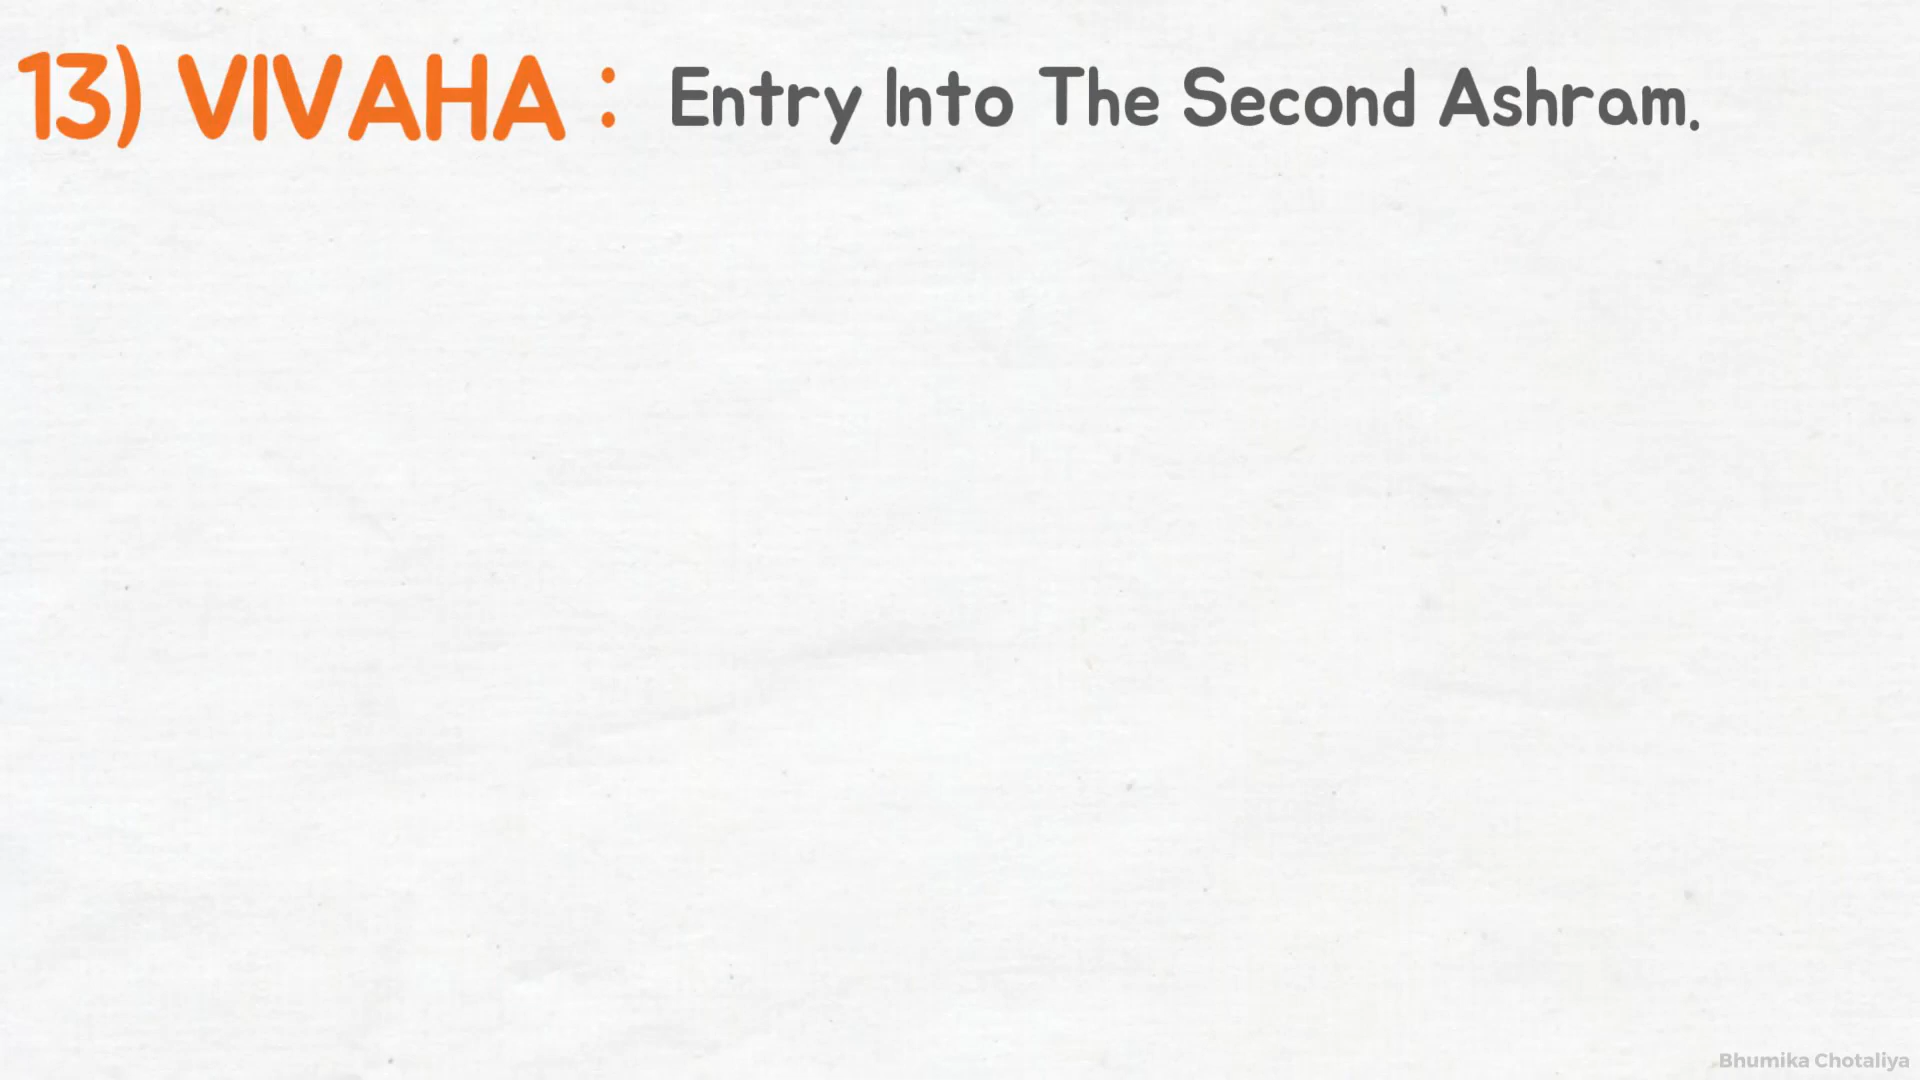 13) VIVAHA : Entry Into The Second Ashram.
Bhumika Chotaliya